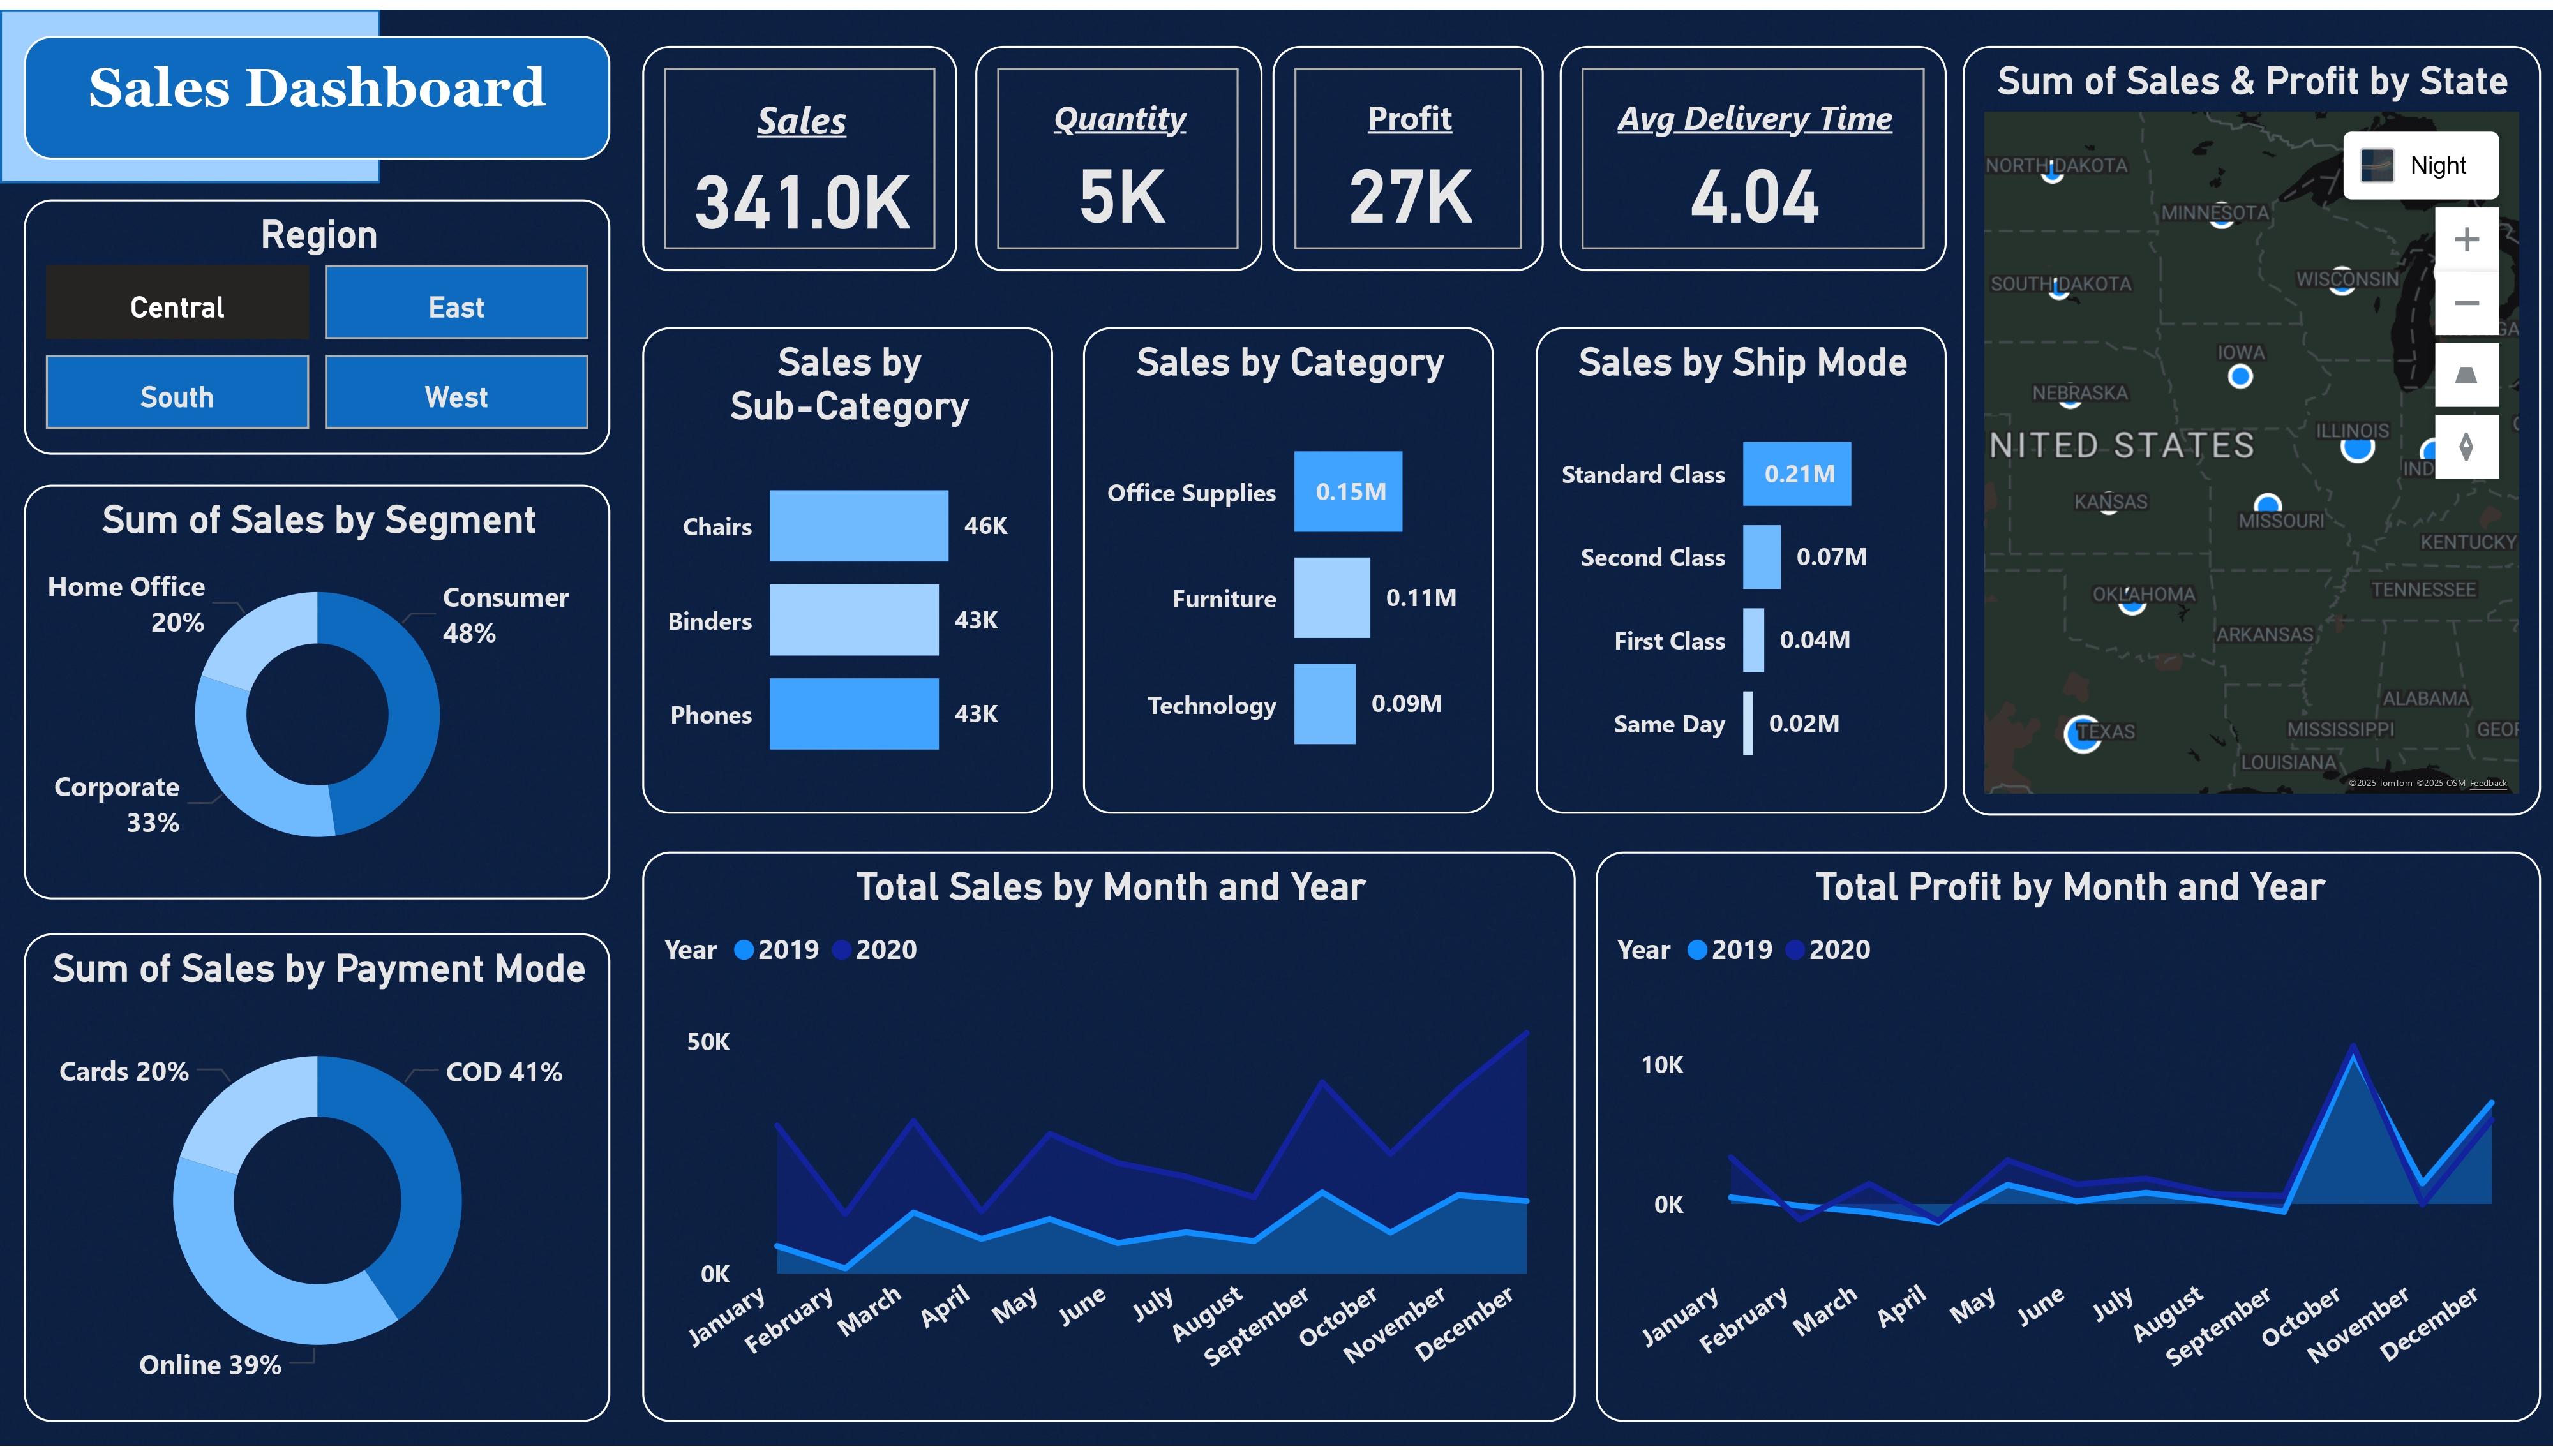 Sales Dashboard
Region
Central
East
South
West
Sum of Sales by Segment
Home Office
20%
Consumer
48%
Corporate
33%
Sum of Sales by Payment Mode
Cards 20%
COD 41%
Online 39%
Sales
341.0K
Quantity
5K
Profit
27K
Avg Delivery Time
4.04
Sales by
Sub-Category
Chairs
46K
Binders
43K
Phones
43K
Sales by Category
Office Supplies
0.15M
Furniture
0.11M
Technology
0.09M
Sales by Ship Mode
Standard Class
0.21M
Second Class
0.07M
First Class
0.04M
Same Day
0.02M
Sum of Sales & Profit by State
Night
NORTH DAKOTA
MINNESOTA
SOUTH DAKOTA
WISCONSIN
GA
IOWA
NEBRASKA
ILLINOIS
NITED STATES
IND
KANSAS
MISSOURI
KENTUCKY
TENNESSEE
OKLAHOMA
ARKANSAS
ALABAMA
TEXAS
MISSISSIPPI
GEOR
LOUISIANA
©2025 TomTom ©2025 OSM Feedback
Total Sales by Month and Year
Year 2019 2020
50K
0K
January
February
March
April
May
June
July
August
September
October
November
December
Total Profit by Month and Year
Year 2019 2020
10K
0K
January
February
March
April
May
June
July
August
September
October
November
December